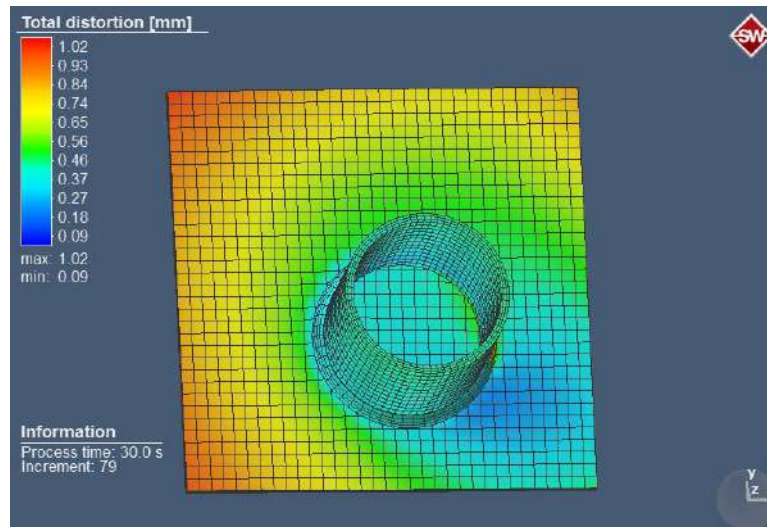 Total distortion [mm]
SW
1.02
0.93
0.84
0.74
0.65
0.56
0.46
0.37
0.27
0.18
0.09
max: 1.02
min: 0.09
Information
Process time: 30.0 s
Increment: 79
Y
Z